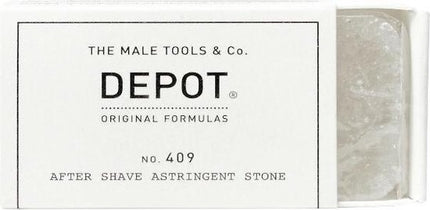 THE MALE TOOLS & Co.
DEPOT®
ORIGINAL FORMULAS
NO. 409
AFTER SHAVE ASTRINGENT STONE